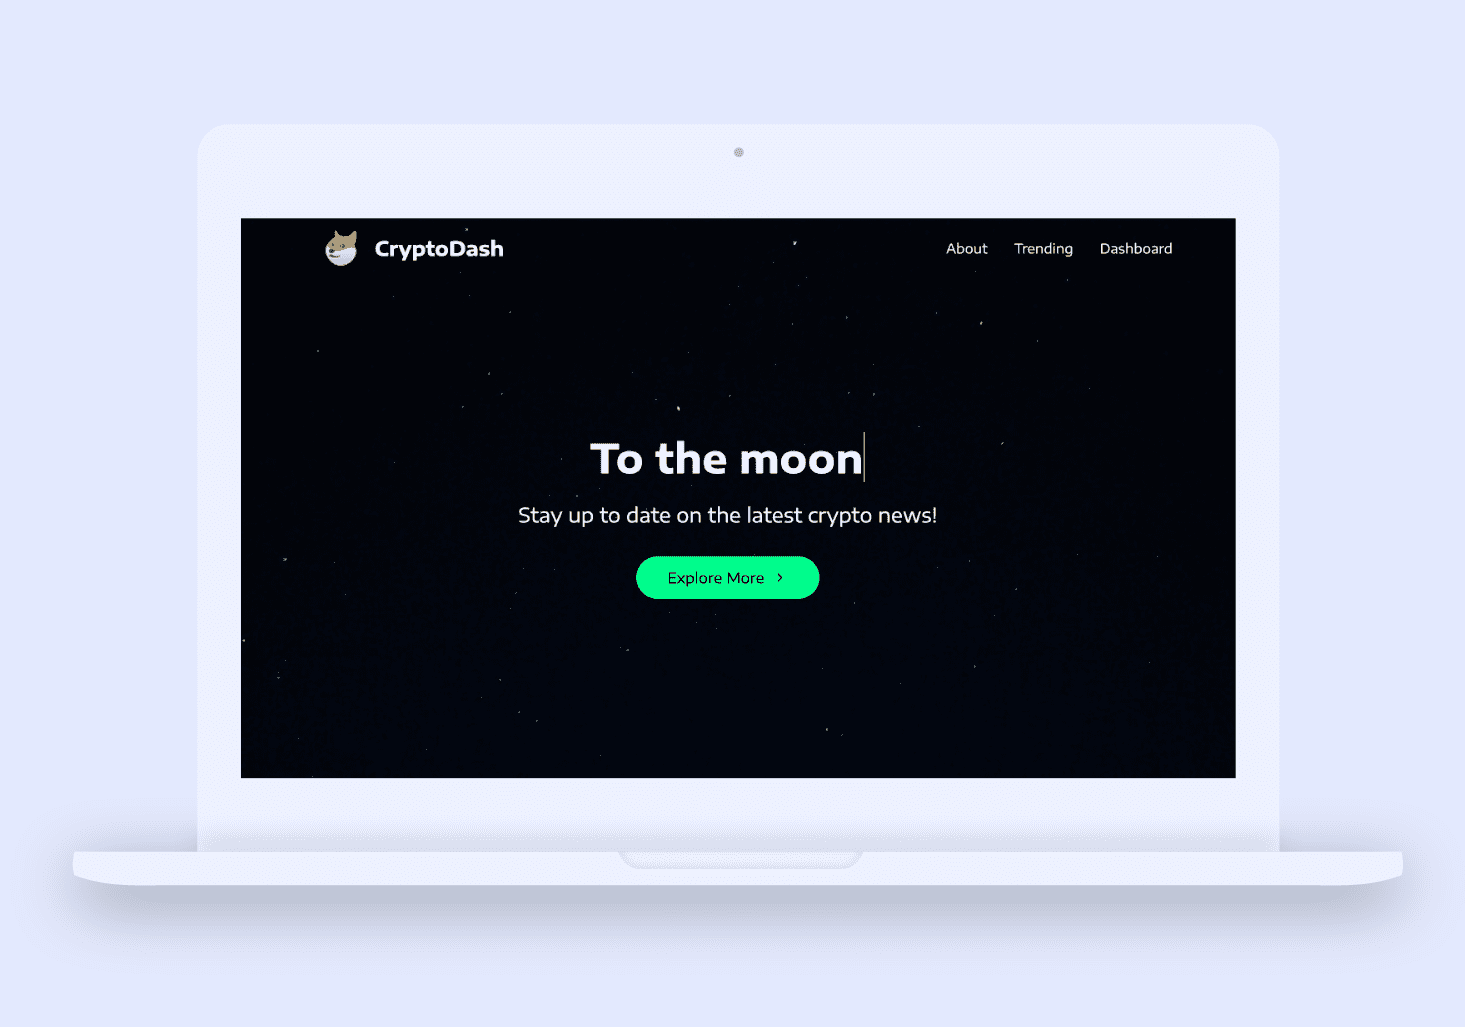 CryptoDash
About
Trending
Dashboard
To the moon
Stay up to date on the latest crypto news!
Explore More